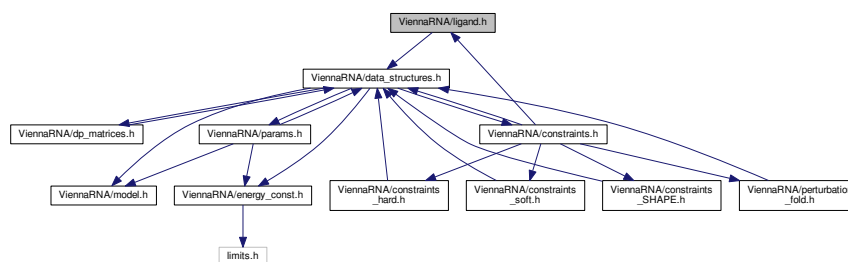 ViennaRNA/ligand.h
ViennaRNA/data_structures.h
ViennaRNA/dp_matrices.h
ViennaRNA/params.h
ViennaRNA/constraints.h
ViennaRNA/model.h
ViennaRNA/energy_const.h
ViennaRNA/constraints
_hard.h
ViennaRNA/constraints
_soft.h
ViennaRNA/constraints
_SHAPE.h
ViennaRNA/perturbation
_fold.h
limits.h